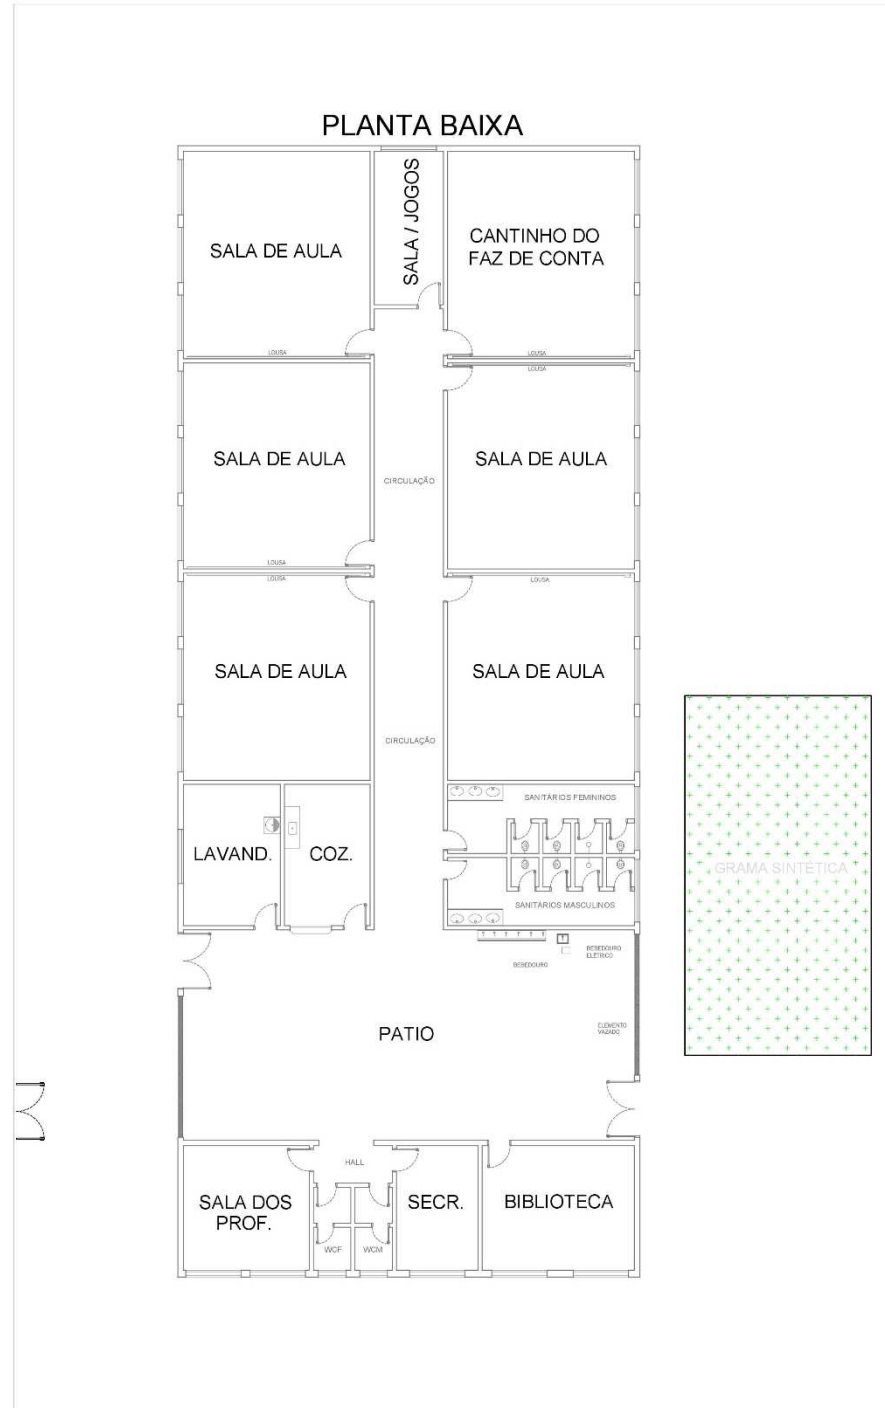 PLANTA BAIXA
SALA DE AULA
SALA / JOGOS
CANTINHO DO
FAZ DE CONTA
LOUSA
LOUSA
LOUSA
SALA DE AULA
CIRCULAÇÃO
SALA DE AULA
LOUSA
LOUSA
LOUSA
SALA DE AULA
SALA DE AULA
CIRCULAÇÃO
SANITÁRIOS FEMININOS
LAVAND.
COZ.
GRAMA SINTÉTICA
SANITÁRIOS MASCULINOS
BEBEDOURO
BEBEDOURO
ELÉTRICO
ELEMENTO
VAZADO
PATIO
HALL
SALA DOS
PROF.
SECR.
BIBLIOTECA
WCF
WCM